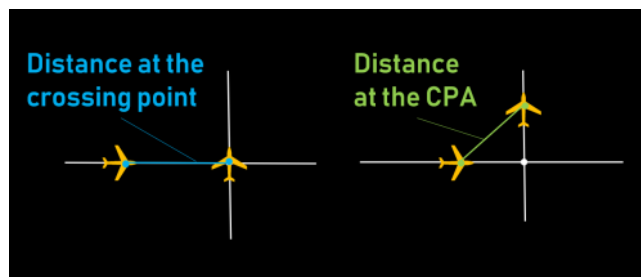 Distance at the
crossing point
Distance
at the CPA